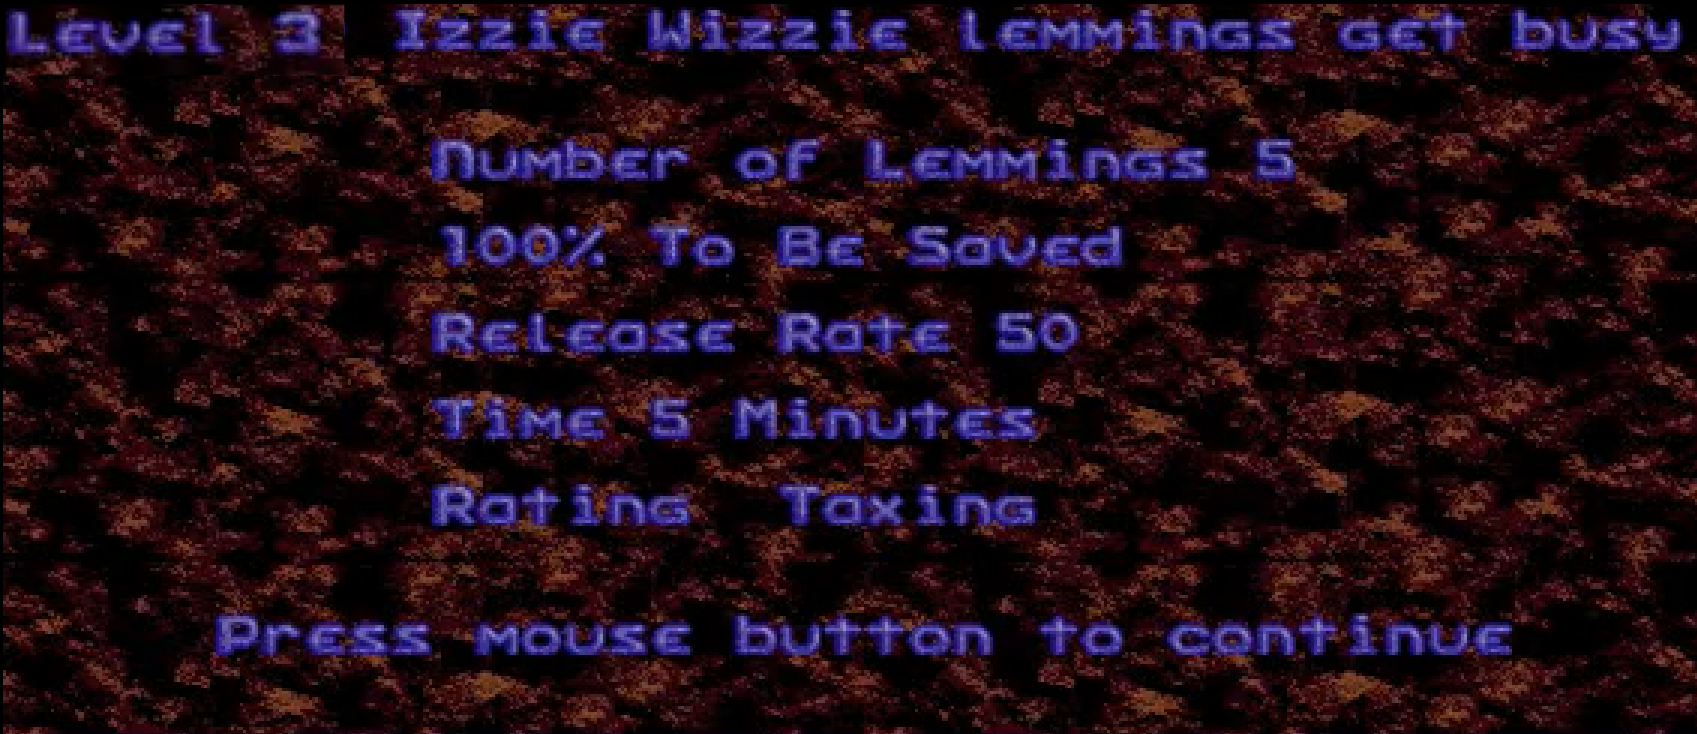 Level 3 Izzie Wizzie lemmings get busy
Number of Lemmings 5
100% To Be Saved
Release Rate 50
Time 5 Minutes
Rating Taxing
Press mouse button to continue